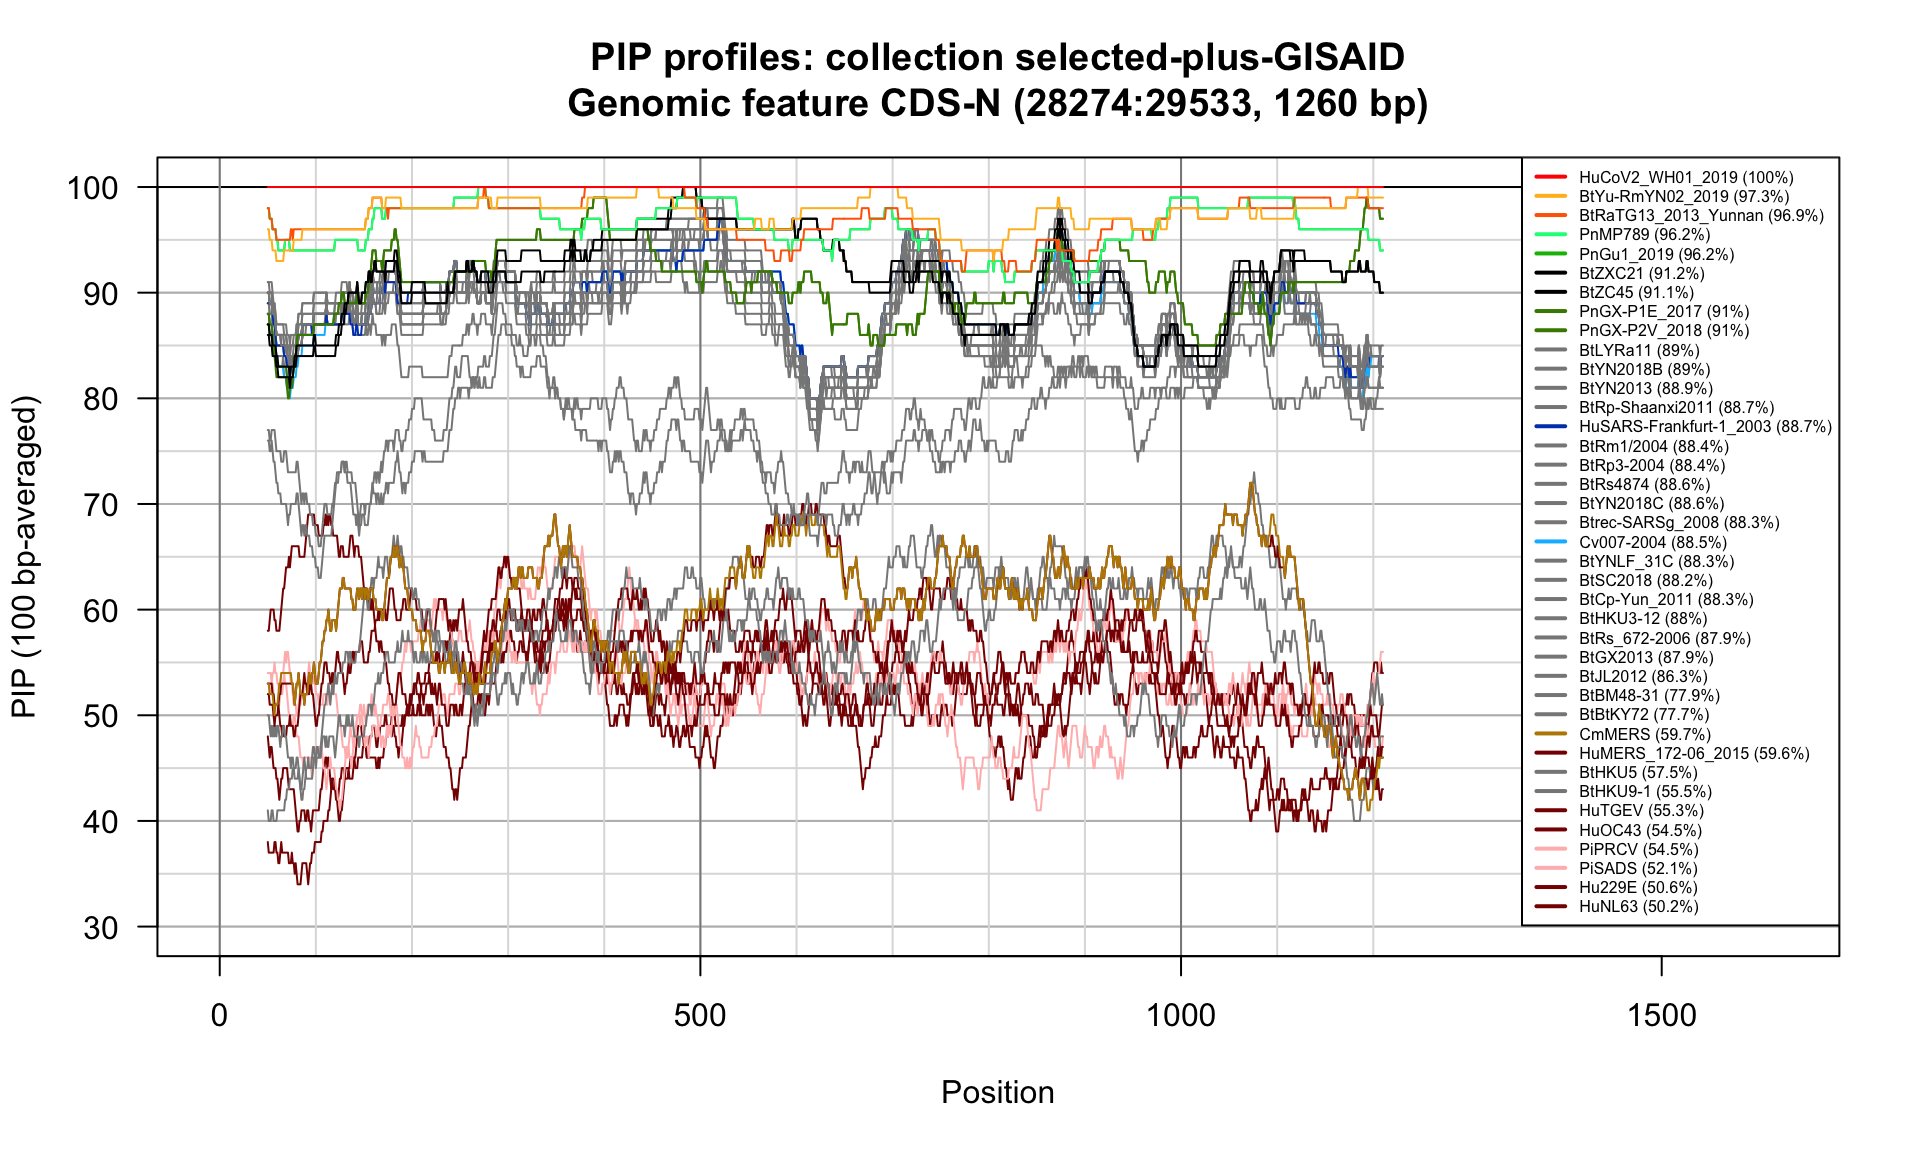 PIP profiles: collection selected-plus-GISAID
Genomic feature CDS-N (28274:29533, 1260 bp)
PIP (100 bp-averaged)
100
90
80
70
60
50
40
30
0
500
1000
1500
Position
HuCoV2_WH01_2019 (100%)
BtYu-RmYN02_2019 (97.3%)
BtRaTG13_2013_Yunnan (96.9%)
PnMP789 (96.2%)
PnGu1_2019 (96.2%)
BtZXC21 (91.2%)
BtZC45 (91.1%)
PnGX-P1E_2017 (91%)
PnGX-P2V_2018 (91%)
BtLYRa11 (89%)
BtYN2018B (89%)
BtYN2013 (88.9%)
BtRp-Shaanxi2011 (88.7%)
HuSARS-Frankfurt-1_2003 (88.7%)
BtRm1/2004 (88.4%)
BtRp3-2004 (88.4%)
BtRs4874 (88.6%)
BtYN2018C (88.6%)
Btrec-SARSg_2008 (88.3%)
Cv007-2004 (88.5%)
BtYNLF_31C (88.3%)
BtSC2018 (88.2%)
BtCp-Yun_2011 (88.3%)
BtHKU3-12 (88%)
BtRs_672-2006 (87.9%)
BtGX2013 (87.9%)
BtJL2012 (86.3%)
BtBM48-31 (77.9%)
BtBtKY72 (77.7%)
CmMERS (59.7%)
HuMERS_172-06_2015 (59.6%)
BtHKU5 (57.5%)
BtHKU9-1 (55.5%)
HuTGEV (55.3%)
HuOC43 (54.5%)
PiPRCV (54.5%)
PiSADS (52.1%)
Hu229E (50.6%)
HuNL63 (50.2%)